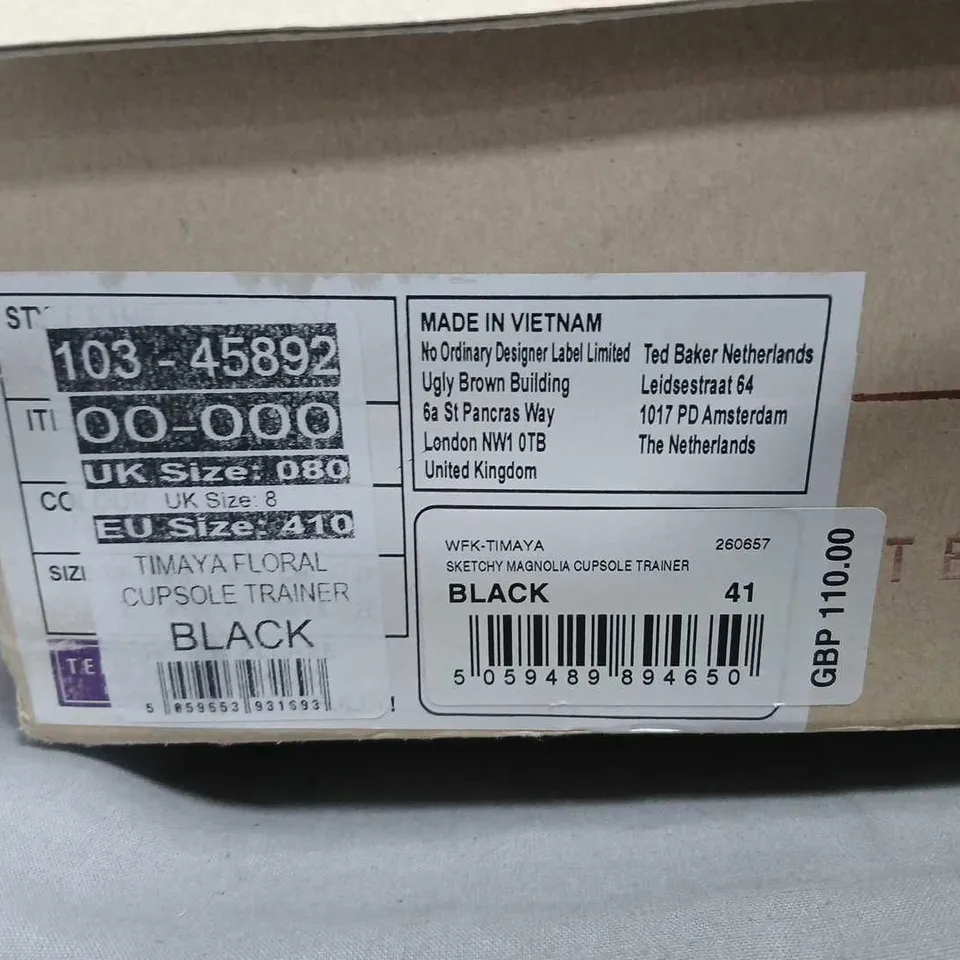 103 - 45892
00-000
UK Size: 080
UK Size: 8
EU Size: 410
TIMAYA FLORAL
CUPSOLE TRAINER
BLACK
MADE IN VIETNAM
No Ordinary Designer Label Limited
Ugly Brown Building
6a St Pancras Way
London NW1 0TB
United Kingdom
Ted Baker Netherlands
Leidsestraat 64
1017 PD Amsterdam
The Netherlands
WFK-TIMAYA 260657
SKETCHY MAGNOLIA CUPSOLE TRAINER
BLACK 41
5 059489 894650
GBP 110.00